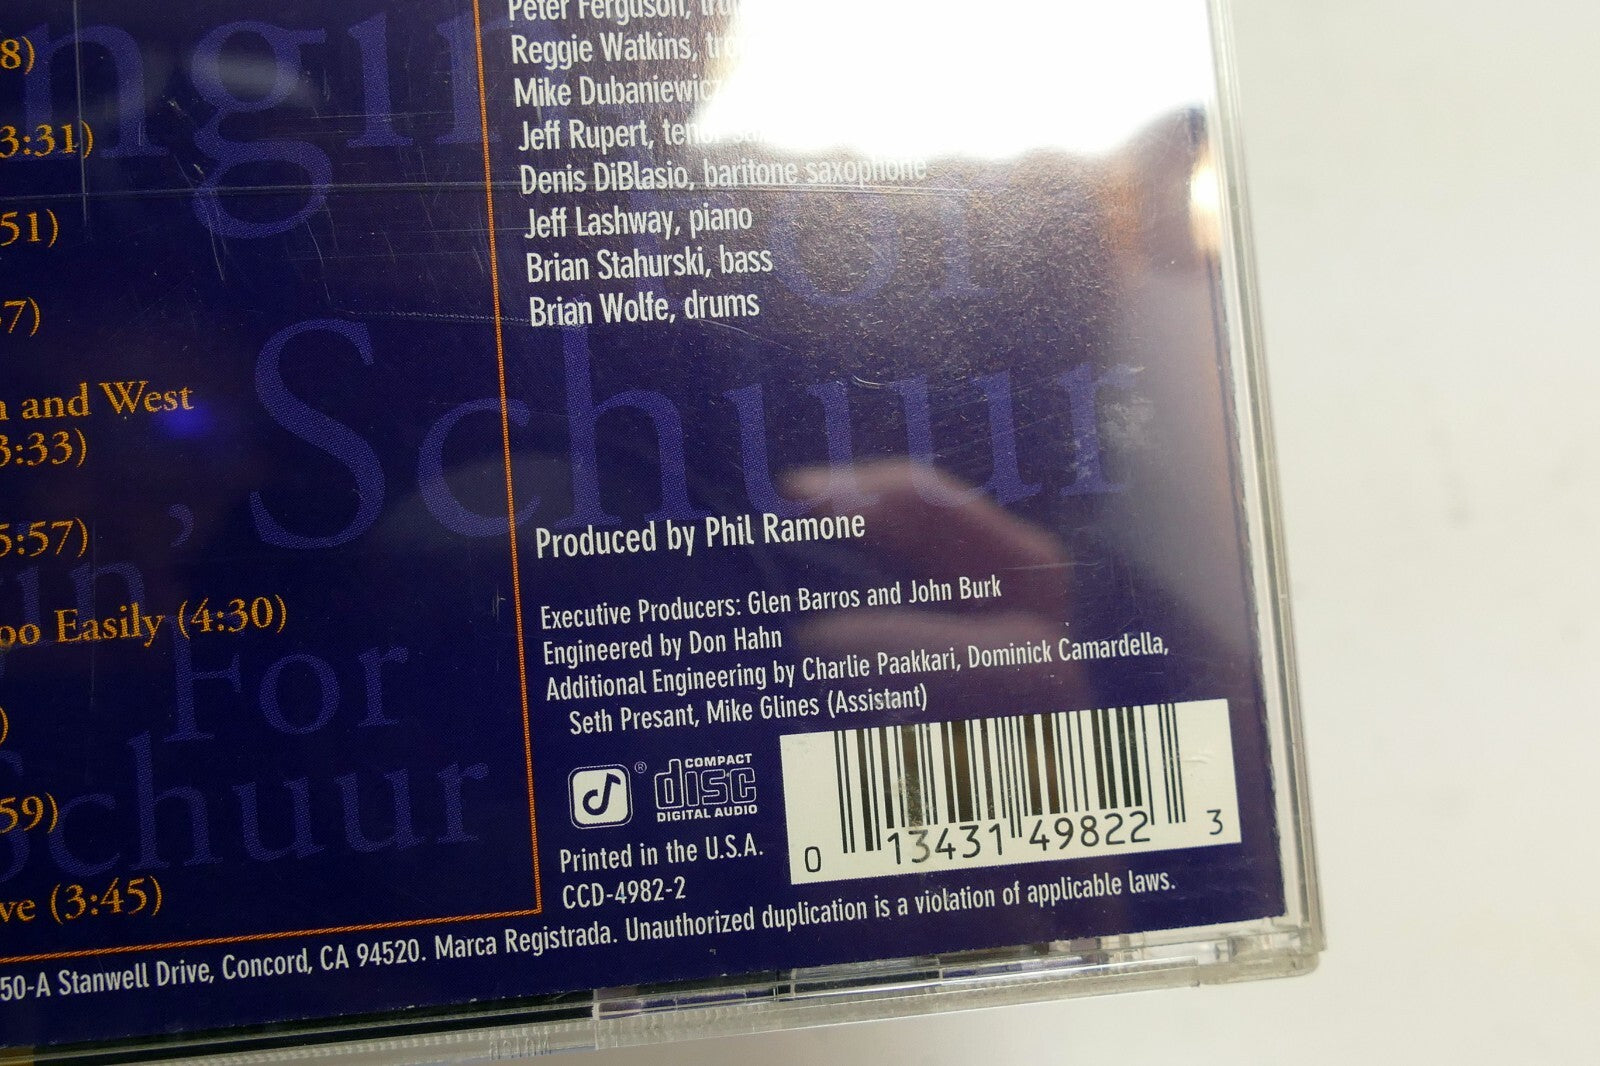 8)
3:31)
51)
57)
and West
3:33)
5:57)
Easily (4:30)
)
59)
(3:45)
Peter Ferguson,
Reggie Watkins,
Mike
Jeff Rupert, tenor
Denis DiBlasio, baritone saxophone
Jeff Lashway, piano
Brian Stahurski, bass
Brian Wolfe, drums
For
, Schuur
For
Schuur
Produced by Phil Ramone
Executive Producers: Glen Barros and John Burk
Engineered by Don Hahn
Additional Engineering by Charlie Paakkari, Dominick Camardella,
Seth Presant, Mike Glines (Assistant)
®
COMPACT
disc
DIGITAL AUDIO
Printed in the U.S.A.
CCD-4982-2
0 13431 49822 3
50-A Stanwell Drive, Concord, CA 94520. Marca Registrada. Unauthorized duplication is a violation of applicable laws.